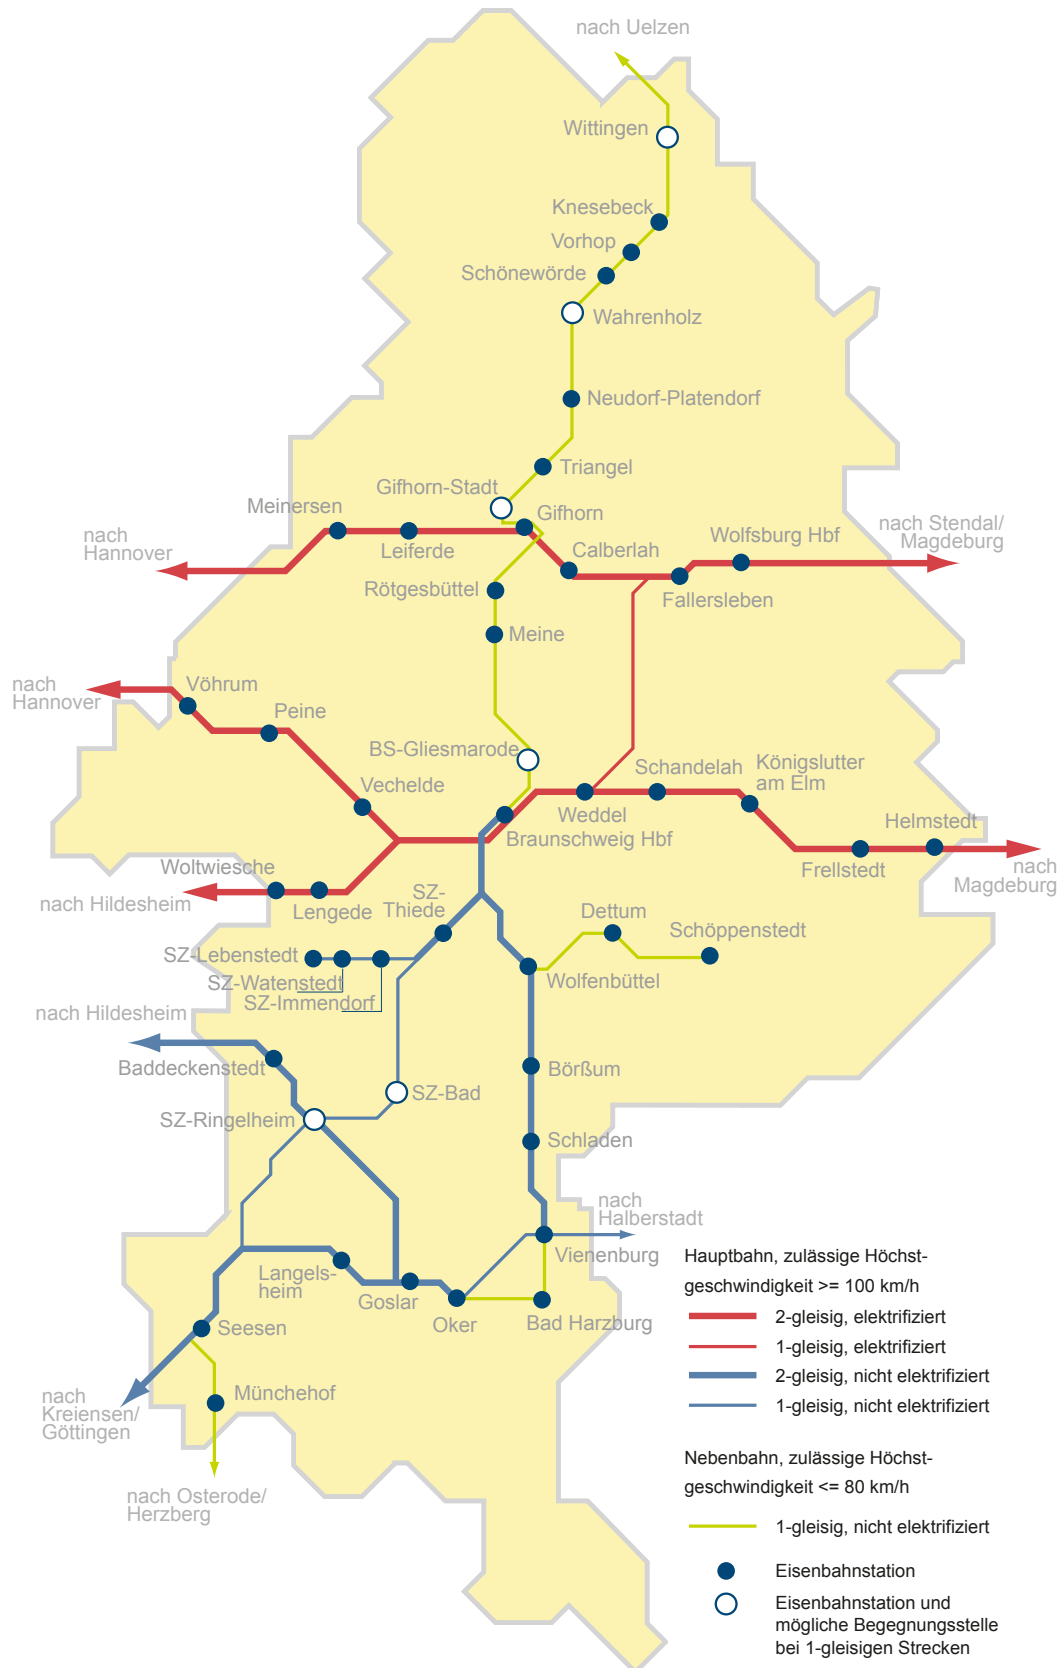 nach Uelzen
Wittingen
Knesebeck
Vorhop
Schönewörde
Wahrenholz
Neudorf-Platendorf
Triangel
Gifhorn-Stadt
Meinersen
Gifhorn
nach
Hannover
Leiferde
Calberlah
Wolfsburg Hbf
nach Stendal/
Magdeburg
Rötgesbüttel
Fallersleben
Meine
nach
Hannover
Vöhrum
Peine
BS-Gliesmarode
Vechelde
Schandelah
Königslutter
am Elm
Weddel
Braunschweig Hbf
Helmstedt
Frellstedt
nach
Magdeburg
Woltwiesche
nach Hildesheim
Lengede
SZ-
Thiede
Dettum
Schöppenstedt
SZ-Lebenstedt
SZ-Watenstedt
SZ-Immendorf
Wolfenbüttel
nach Hildesheim
Baddeckenstedt
Börßum
SZ-Bad
SZ-Ringelheim
Schladen
nach
Halberstadt
Vienenburg
Langels-
heim
Goslar
Oker
Bad Harzburg
Seesen
Münchehof
nach
Kreiensen/
Göttingen
nach Osterode/
Herzberg
Hauptbahn, zulässige Höchst-
geschwindigkeit >= 100 km/h
2-gleisig, elektrifiziert
1-gleisig, elektrifiziert
2-gleisig, nicht elektrifiziert
1-gleisig, nicht elektrifiziert
Nebenbahn, zulässige Höchst-
geschwindigkeit <= 80 km/h
1-gleisig, nicht elektrifiziert
Eisenbahnstation
Eisenbahnstation und
mögliche Begegnungsstelle
bei 1-gleisigen Strecken